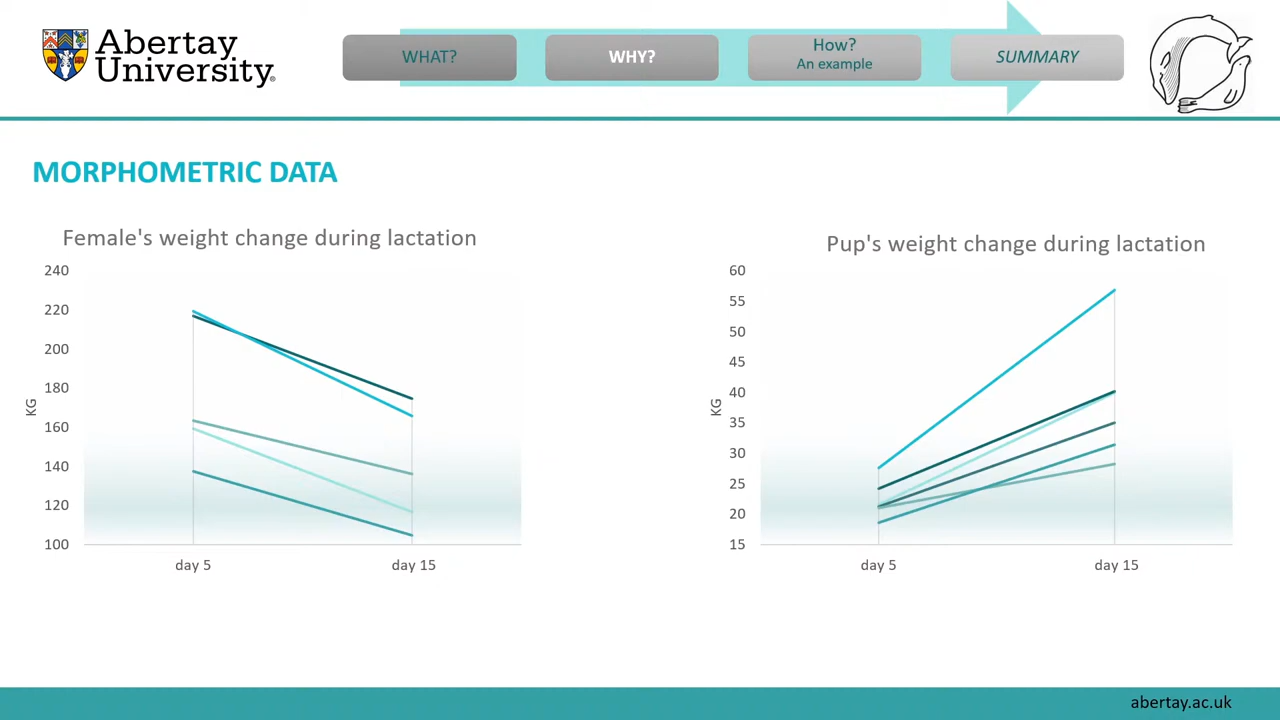 Abertay
University
WHAT?
WHY?
How?
An example
SUMMARY
MORPHOMETRIC DATA
Female's weight change during lactation
240
220
200
180
160
140
120
100
KG
day 5
day 15
Pup's weight change during lactation
60
55
50
45
40
35
30
25
20
15
KG
day 5
day 15
abertay.ac.uk